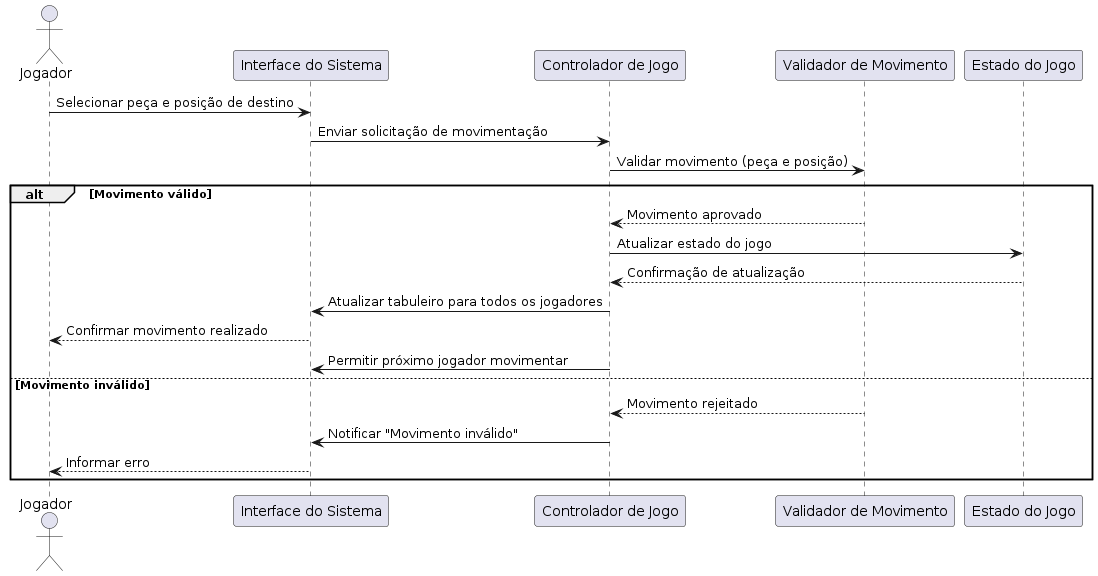 Jogador
Interface do Sistema
Controlador de Jogo
Validador de Movimento
Estado do Jogo
Selecionar peça e posição de destino
Enviar solicitação de movimentação
Validar movimento (peça e posição)
alt
[Movimento válido]
Movimento aprovado
Atualizar estado do jogo
Confirmação de atualização
Atualizar tabuleiro para todos os jogadores
Confirmar movimento realizado
Permitir próximo jogador movimentar
[Movimento inválido]
Movimento rejeitado
Notificar "Movimento inválido"
Informar erro
Jogador
Interface do Sistema
Controlador de Jogo
Validador de Movimento
Estado do Jogo